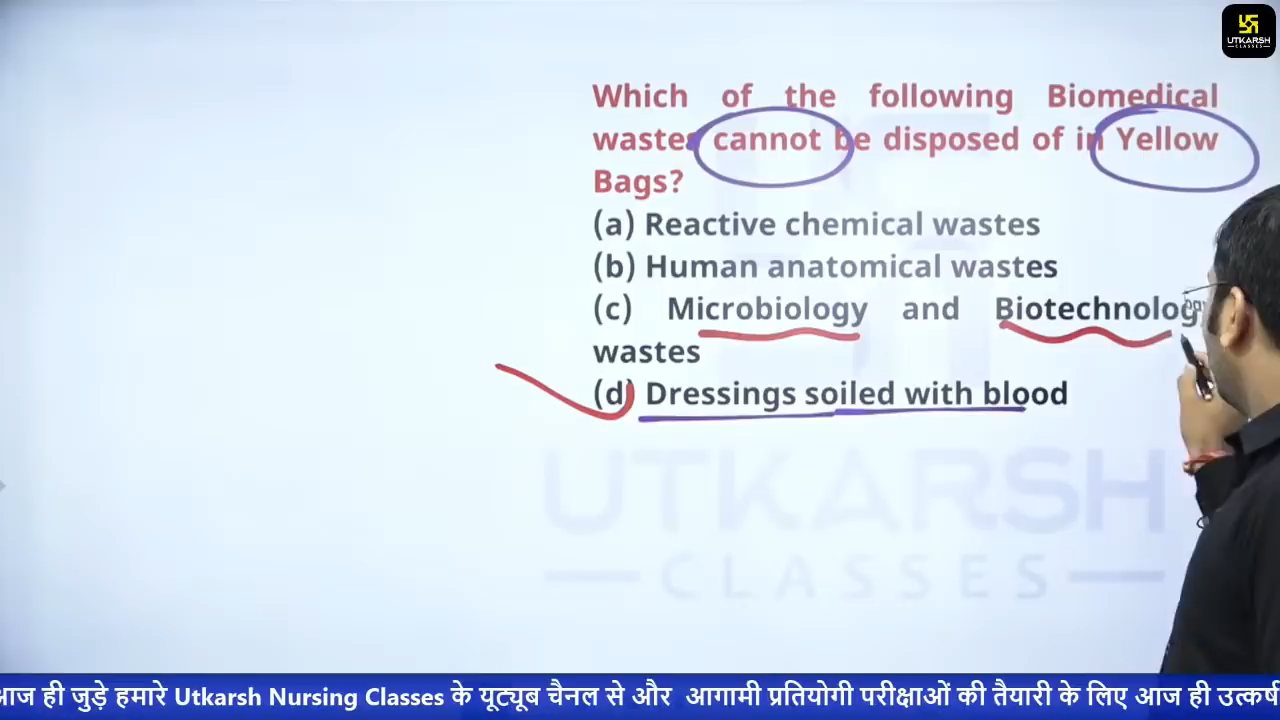 UTKARSH
CLASSES
Which of the following Biomedical
wastes cannot be disposed of in Yellow
Bags?
(a) Reactive chemical wastes
(b) Human anatomical wastes
(c) Microbiology and Biotechnology
wastes
(d) Dressings soiled with blood
UTKARSH
CLASSES
आज ही जुड़े हमारे Utkarsh Nursing Classes के यूट्यूब चैनल से और आगामी प्रतियोगी परीक्षाओं की तैयारी के लिए आज ही उत्कर्ष